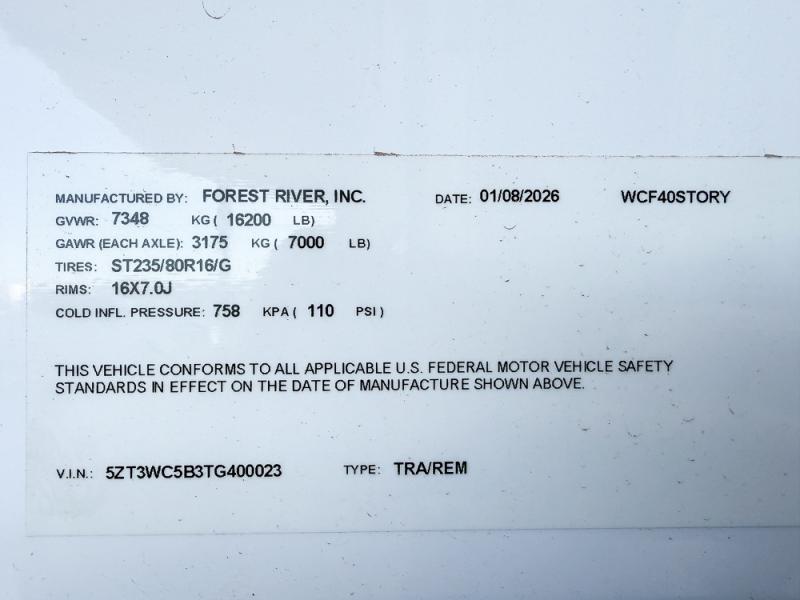 MANUFACTURED BY: FOREST RIVER, INC. DATE: 01/08/2026 WCF40STORY
GVWR: 7348 KG ( 16200 LB)
GAWR (EACH AXLE): 3175 KG ( 7000 LB)
TIRES: ST235/80R16/G
RIMS: 16X7.0J
COLD INFL. PRESSURE: 758 KPA ( 110 PSI )
THIS VEHICLE CONFORMS TO ALL APPLICABLE U.S. FEDERAL MOTOR VEHICLE SAFETY
STANDARDS IN EFFECT ON THE DATE OF MANUFACTURE SHOWN ABOVE.
V.I.N.: 5ZT3WC5B3TG400023 TYPE: TRA/REM